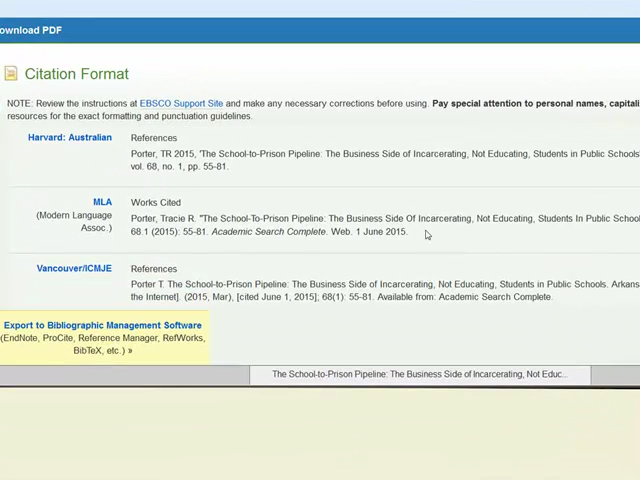 ownload PDF
Citation Format
NOTE: Review the instructions at EBSCO Support Site and make any necessary corrections before using. Pay special attention to personal names, capitali
resources for the exact formatting and punctuation guidelines.
Harvard: Australian
References
Porter, TR 2015, 'The School-to-Prison Pipeline: The Business Side of Incarcerating, Not Educating, Students in Public Schools'
vol. 68, no. 1, pp. 55-81.
MLA
(Modern Language
Assoc.)
Works Cited
Porter, Tracie R. "The School-To-Prison Pipeline: The Business Side Of Incarcerating, Not Educating, Students In Public School
68.1 (2015): 55-81. Academic Search Complete. Web. 1 June 2015.
Vancouver/ICMJE
References
Porter T. The School-to-Prison Pipeline: The Business Side of Incarcerating, Not Educating, Students in Public Schools. Arkans
the Internet]. (2015, Mar), [cited June 1, 2015]; 68(1): 55-81. Available from: Academic Search Complete.
Export to Bibliographic Management Software
(EndNote, ProCite, Reference Manager, RefWorks,
BibTeX, etc.) »
The School-to-Prison Pipeline: The Business Side of Incarcerating, Not Educ...